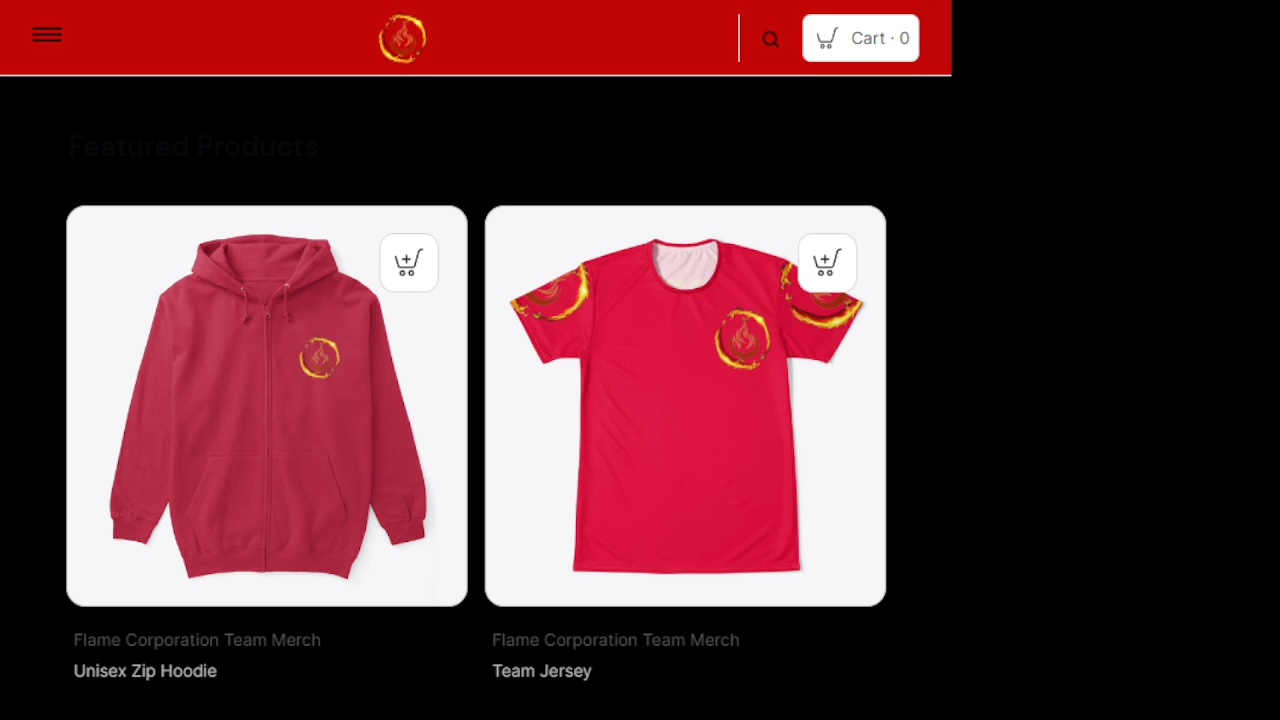 Cart · 0
Featured Products
Flame Corporation Team Merch
Unisex Zip Hoodie
Flame Corporation Team Merch
Team Jersey